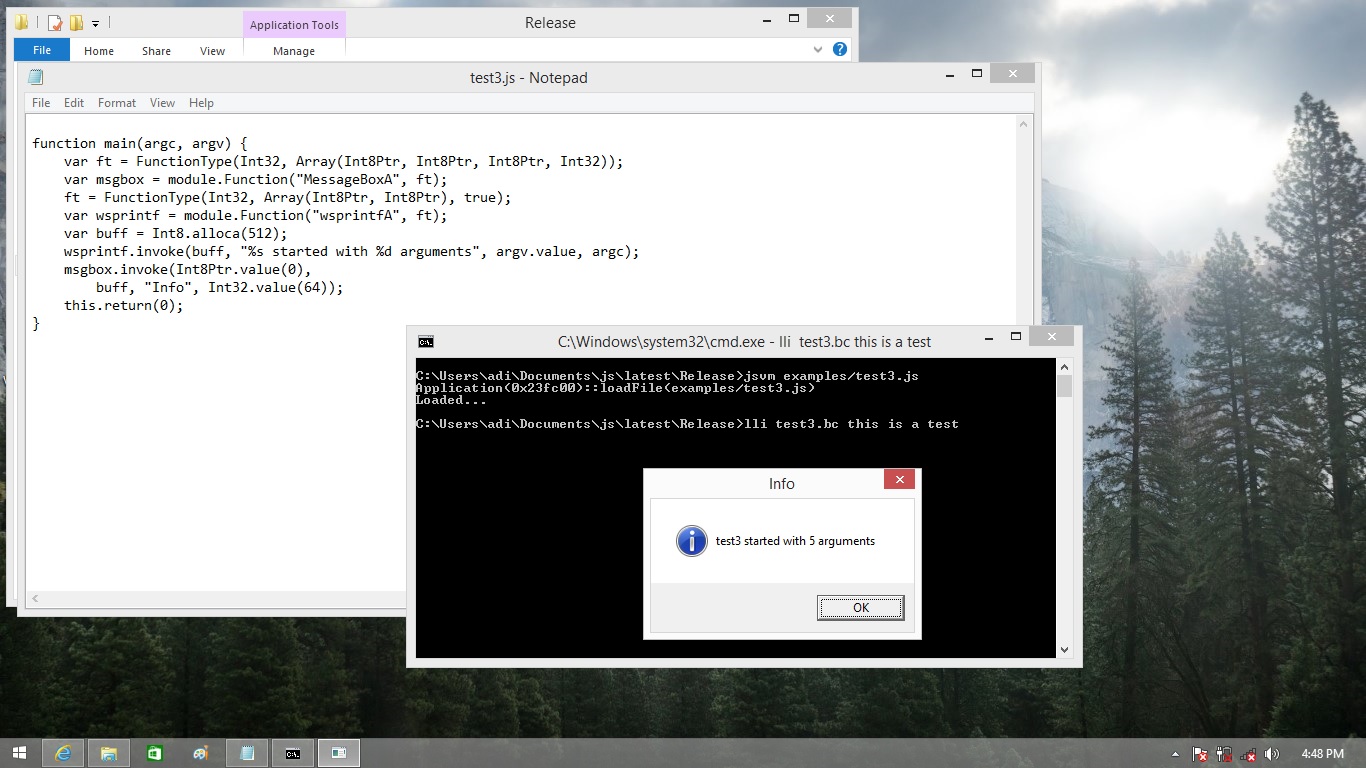 Application Tools
Release
File
Home
Share
View
Manage
test3.js - Notepad
File Edit Format View Help
function main(argc, argv) {
    var ft = FunctionType(Int32, Array(Int8Ptr, Int8Ptr, Int8Ptr, Int32));
    var msgbox = module.Function("MessageBoxA", ft);
    ft = FunctionType(Int32, Array(Int8Ptr, Int8Ptr), true);
    var wsprintf = module.Function("wsprintfA", ft);
    var buff = Int8.alloca(512);
    wsprintf.invoke(buff, "%s started with %d arguments", argv.value, argc);
    msgbox.invoke(Int8Ptr.value(0),
        buff, "Info", Int32.value(64));
    this.return(0);
}
C:\Windows\system32\cmd.exe - lli  test3.bc this is a test
C:\Users\adi\Documents\js\latest\Release>jsvm examples/test3.js
Application(0x23fc00)::loadFile(examples/test3.js)
Loaded...
C:\Users\adi\Documents\js\latest\Release>lli test3.bc this is a test
Info
test3 started with 5 arguments
OK
4:48 PM